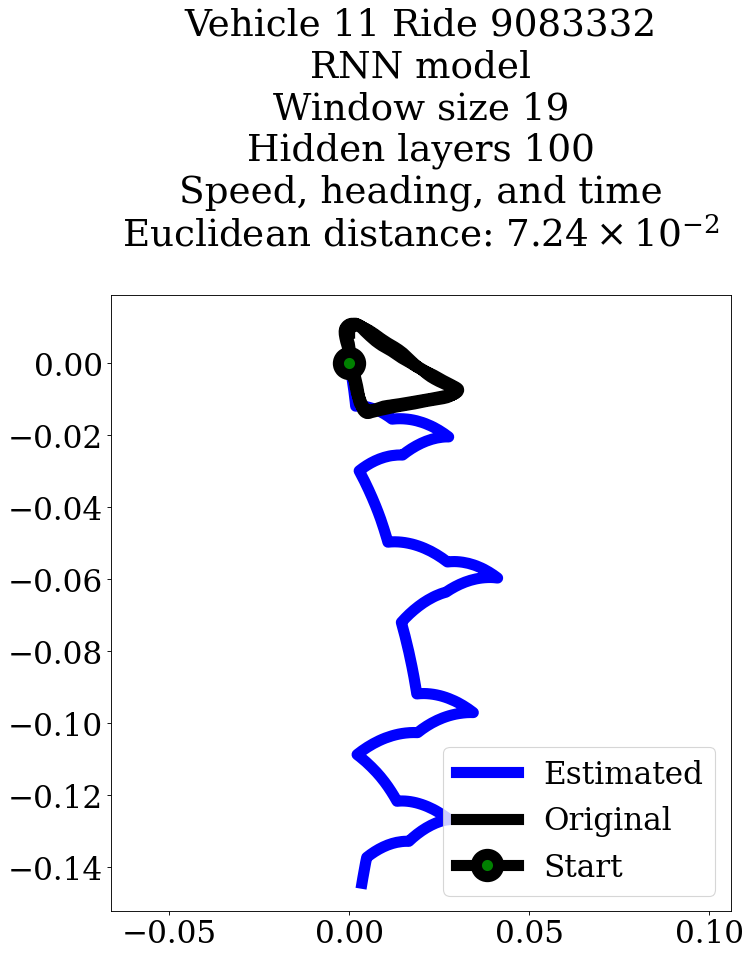 Vehicle 11 Ride 9083332
RNN model
Window size 19
Hidden layers 100
Speed, heading, and time
Euclidean distance: 7.24 × 10⁻²
0.00
−0.02
−0.04
−0.06
−0.08
−0.10
−0.12
−0.14
Estimated
Original
Start
−0.05
0.00
0.05
0.10